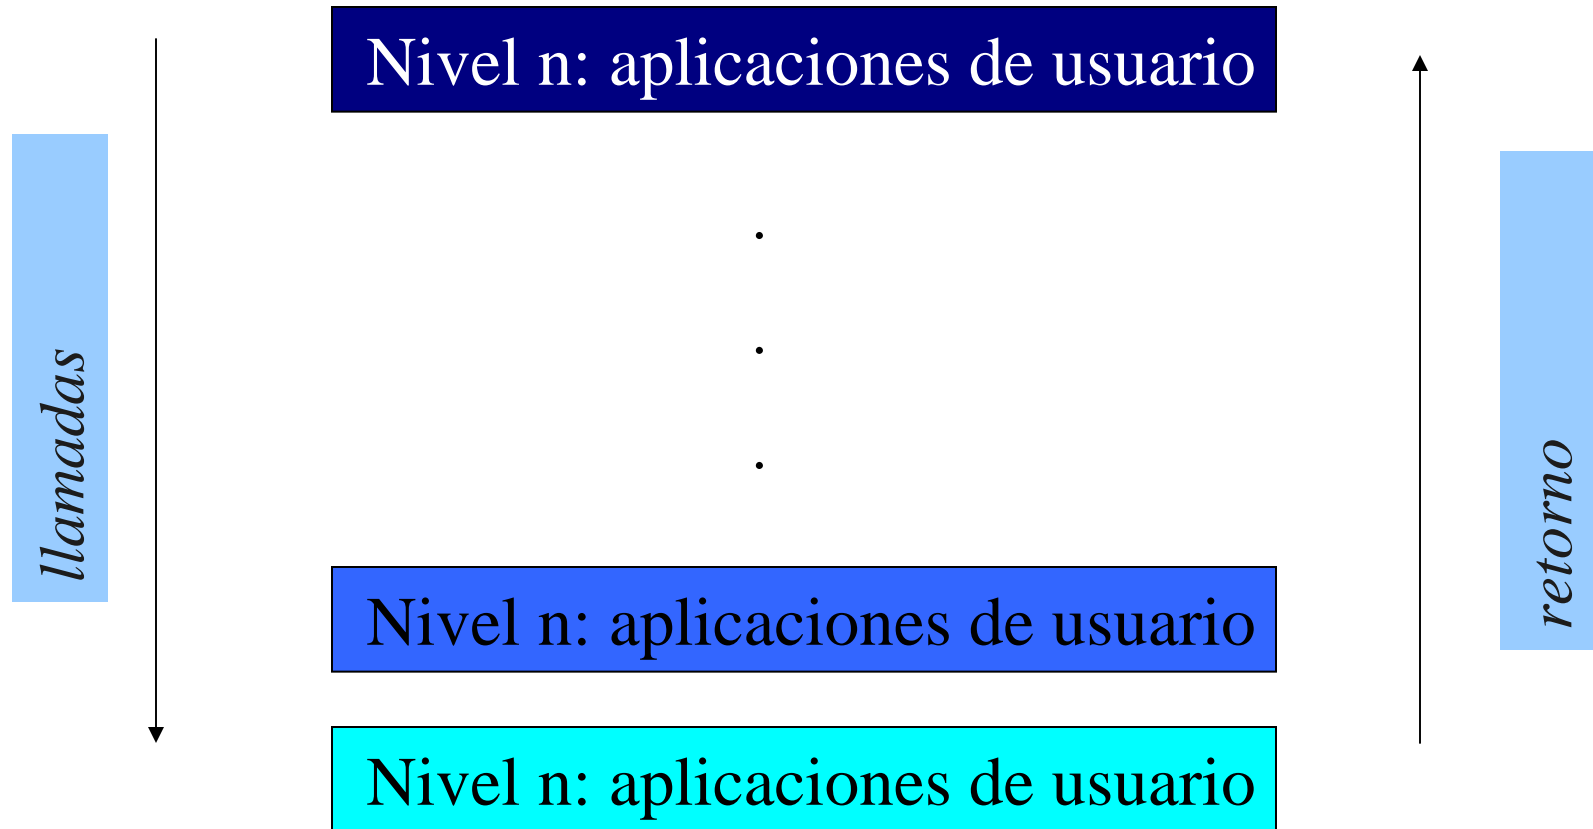 Nivel n: aplicaciones de usuario
.
.
.
llamadas
retorno
Nivel n: aplicaciones de usuario
Nivel n: aplicaciones de usuario